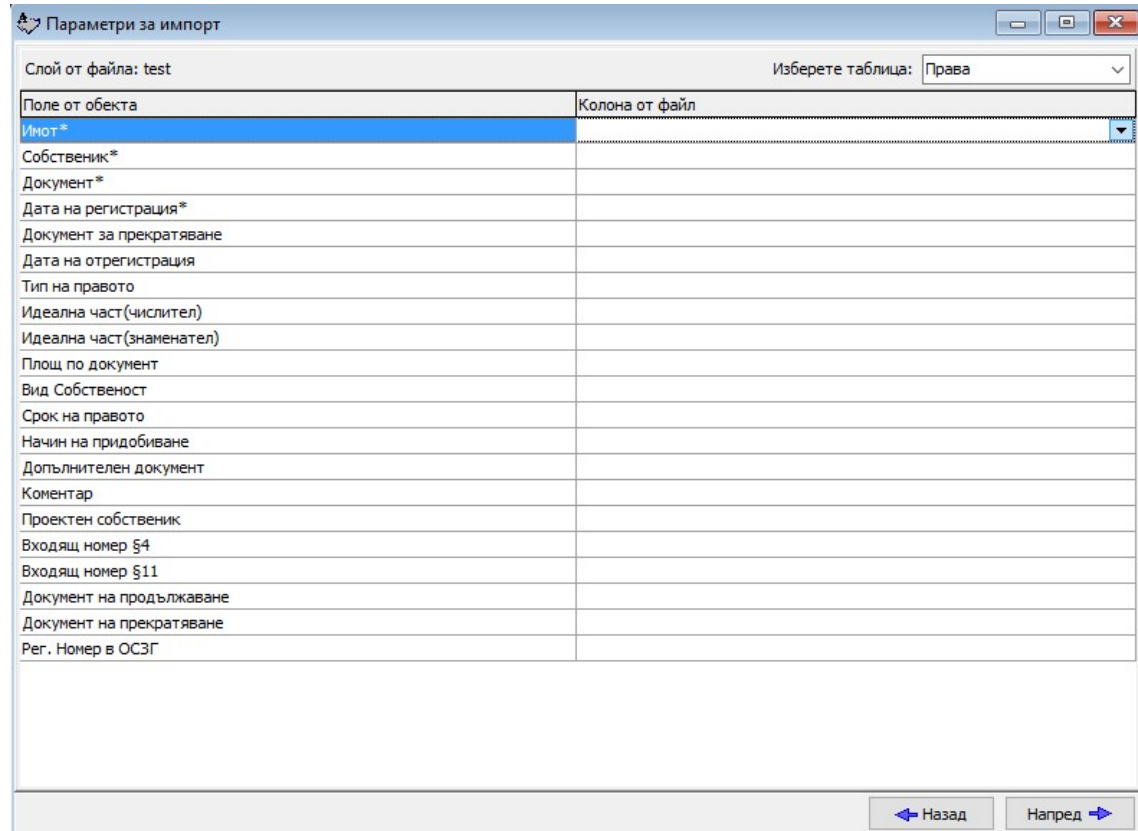 Параметри за импорт
Слой от файла: test Изберете таблица: Права
Поле от обекта Колона от файл
Имот*
Собственик*
Документ*
Дата на регистрация*
Документ за прекратяване
Дата на отрегистрация
Тип на правото
Идеална част(числител)
Идеална част(знаменател)
Площ по документ
Вид Собственост
Срок на правото
Начин на придобиване
Допълнителен документ
Коментар
Проектен собственик
Входящ номер §4
Входящ номер §11
Документ на продължаване
Документ на прекратяване
Рег. Номер в ОСЗГ
Назад Напред